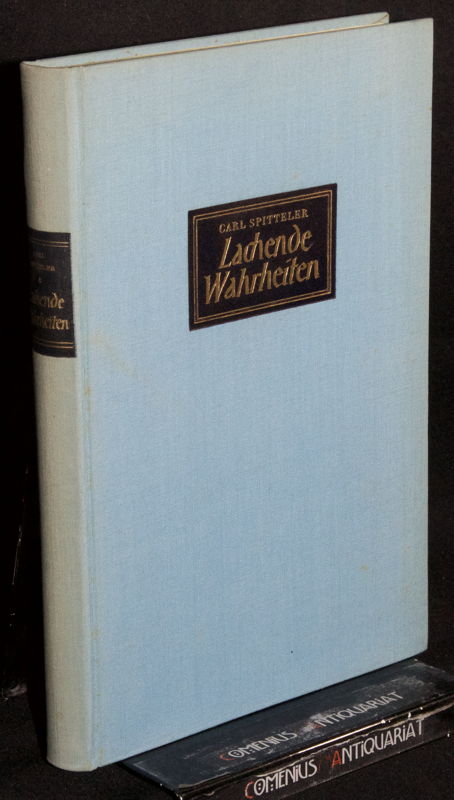 CARL SPITTELER
Lachende
Wahrheiten
COMENIUS ANTIQUARIAT
COMENIUS ANTIQUARIAT